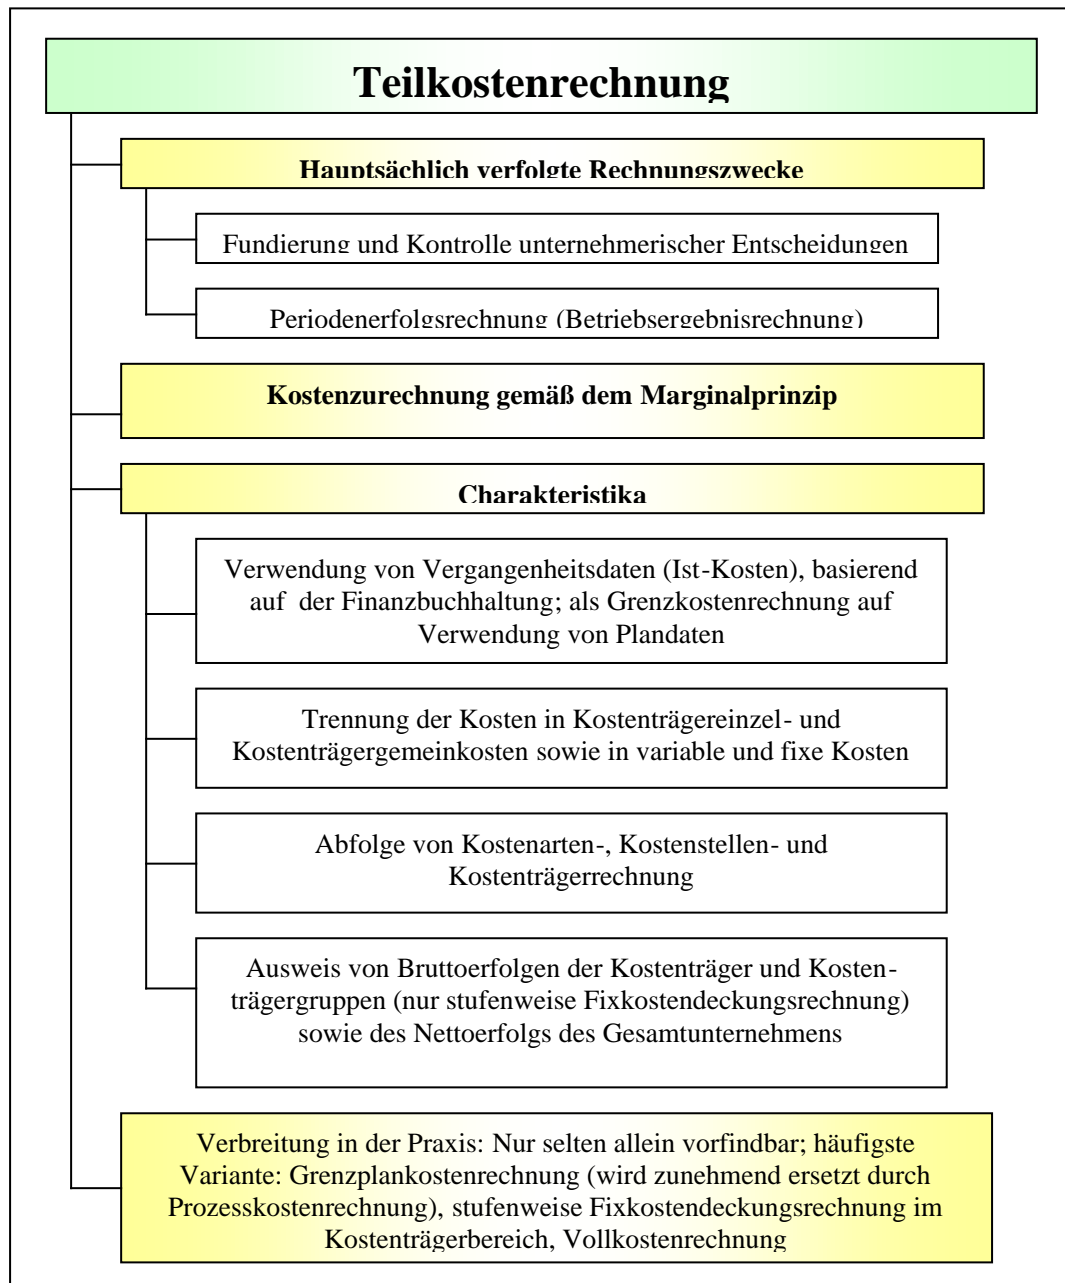 Teilkostenrechnung
Hauptsächlich verfolgte Rechnungszwecke
Fundierung und Kontrolle unternehmerischer Entscheidungen
Periodenerfolgsrechnung (Betriebsergebnisrechnung)
Kostenzurechnung gemäß dem Marginalprinzip
Charakteristika
Verwendung von Vergangenheitsdaten (Ist-Kosten), basierend
auf der Finanzbuchhaltung; als Grenzkostenrechnung auf
Verwendung von Plandaten
Trennung der Kosten in Kostenträgereinzel- und
Kostenträgergemeinkosten sowie in variable und fixe Kosten
Abfolge von Kostenarten-, Kostenstellen- und
Kostenträgerrechnung
Ausweis von Bruttoerfolgen der Kostenträger und Kosten-
trägergruppen (nur stufenweise Fixkostendeckungsrechnung)
sowie des Nettoerfolgs des Gesamtunternehmens
Verbreitung in der Praxis: Nur selten allein vorfindbar; häufigste
Variante: Grenzplankostenrechnung (wird zunehmend ersetzt durch
Prozesskostenrechnung), stufenweise Fixkostendeckungsrechnung im
Kostenträgerbereich, Vollkostenrechnung